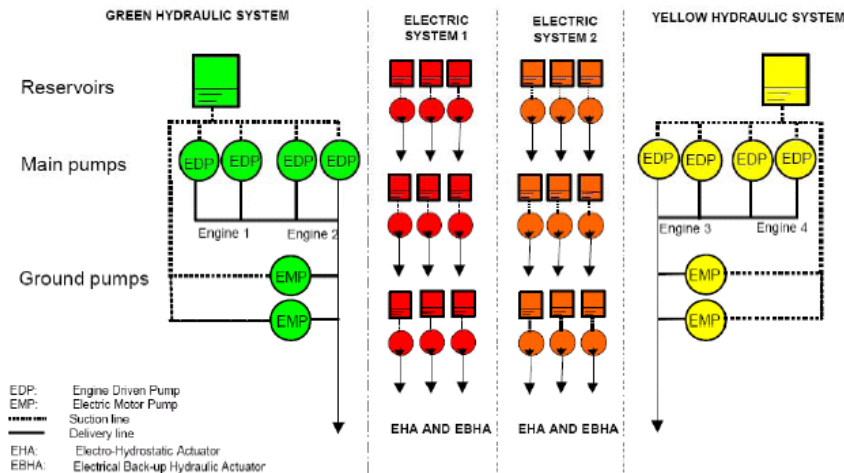 GREEN HYDRAULIC SYSTEM
ELECTRIC
SYSTEM 1
ELECTRIC
SYSTEM 2
YELLOW HYDRAULIC SYSTEM
Reservoirs
Main pumps
EDP EDP EDP EDP
EDP EDP EDP EDP
Engine 1 Engine 2
Engine 3 Engine 4
Ground pumps
EMP
EMP
EMP
EMP
EDP: Engine Driven Pump
EMP: Electric Motor Pump
Suction line
Delivery line
EHA: Electro-Hydrostatic Actuator
EBHA: Electrical Back-up Hydraulic Actuator
EHA AND EBHA
EHA AND EBHA